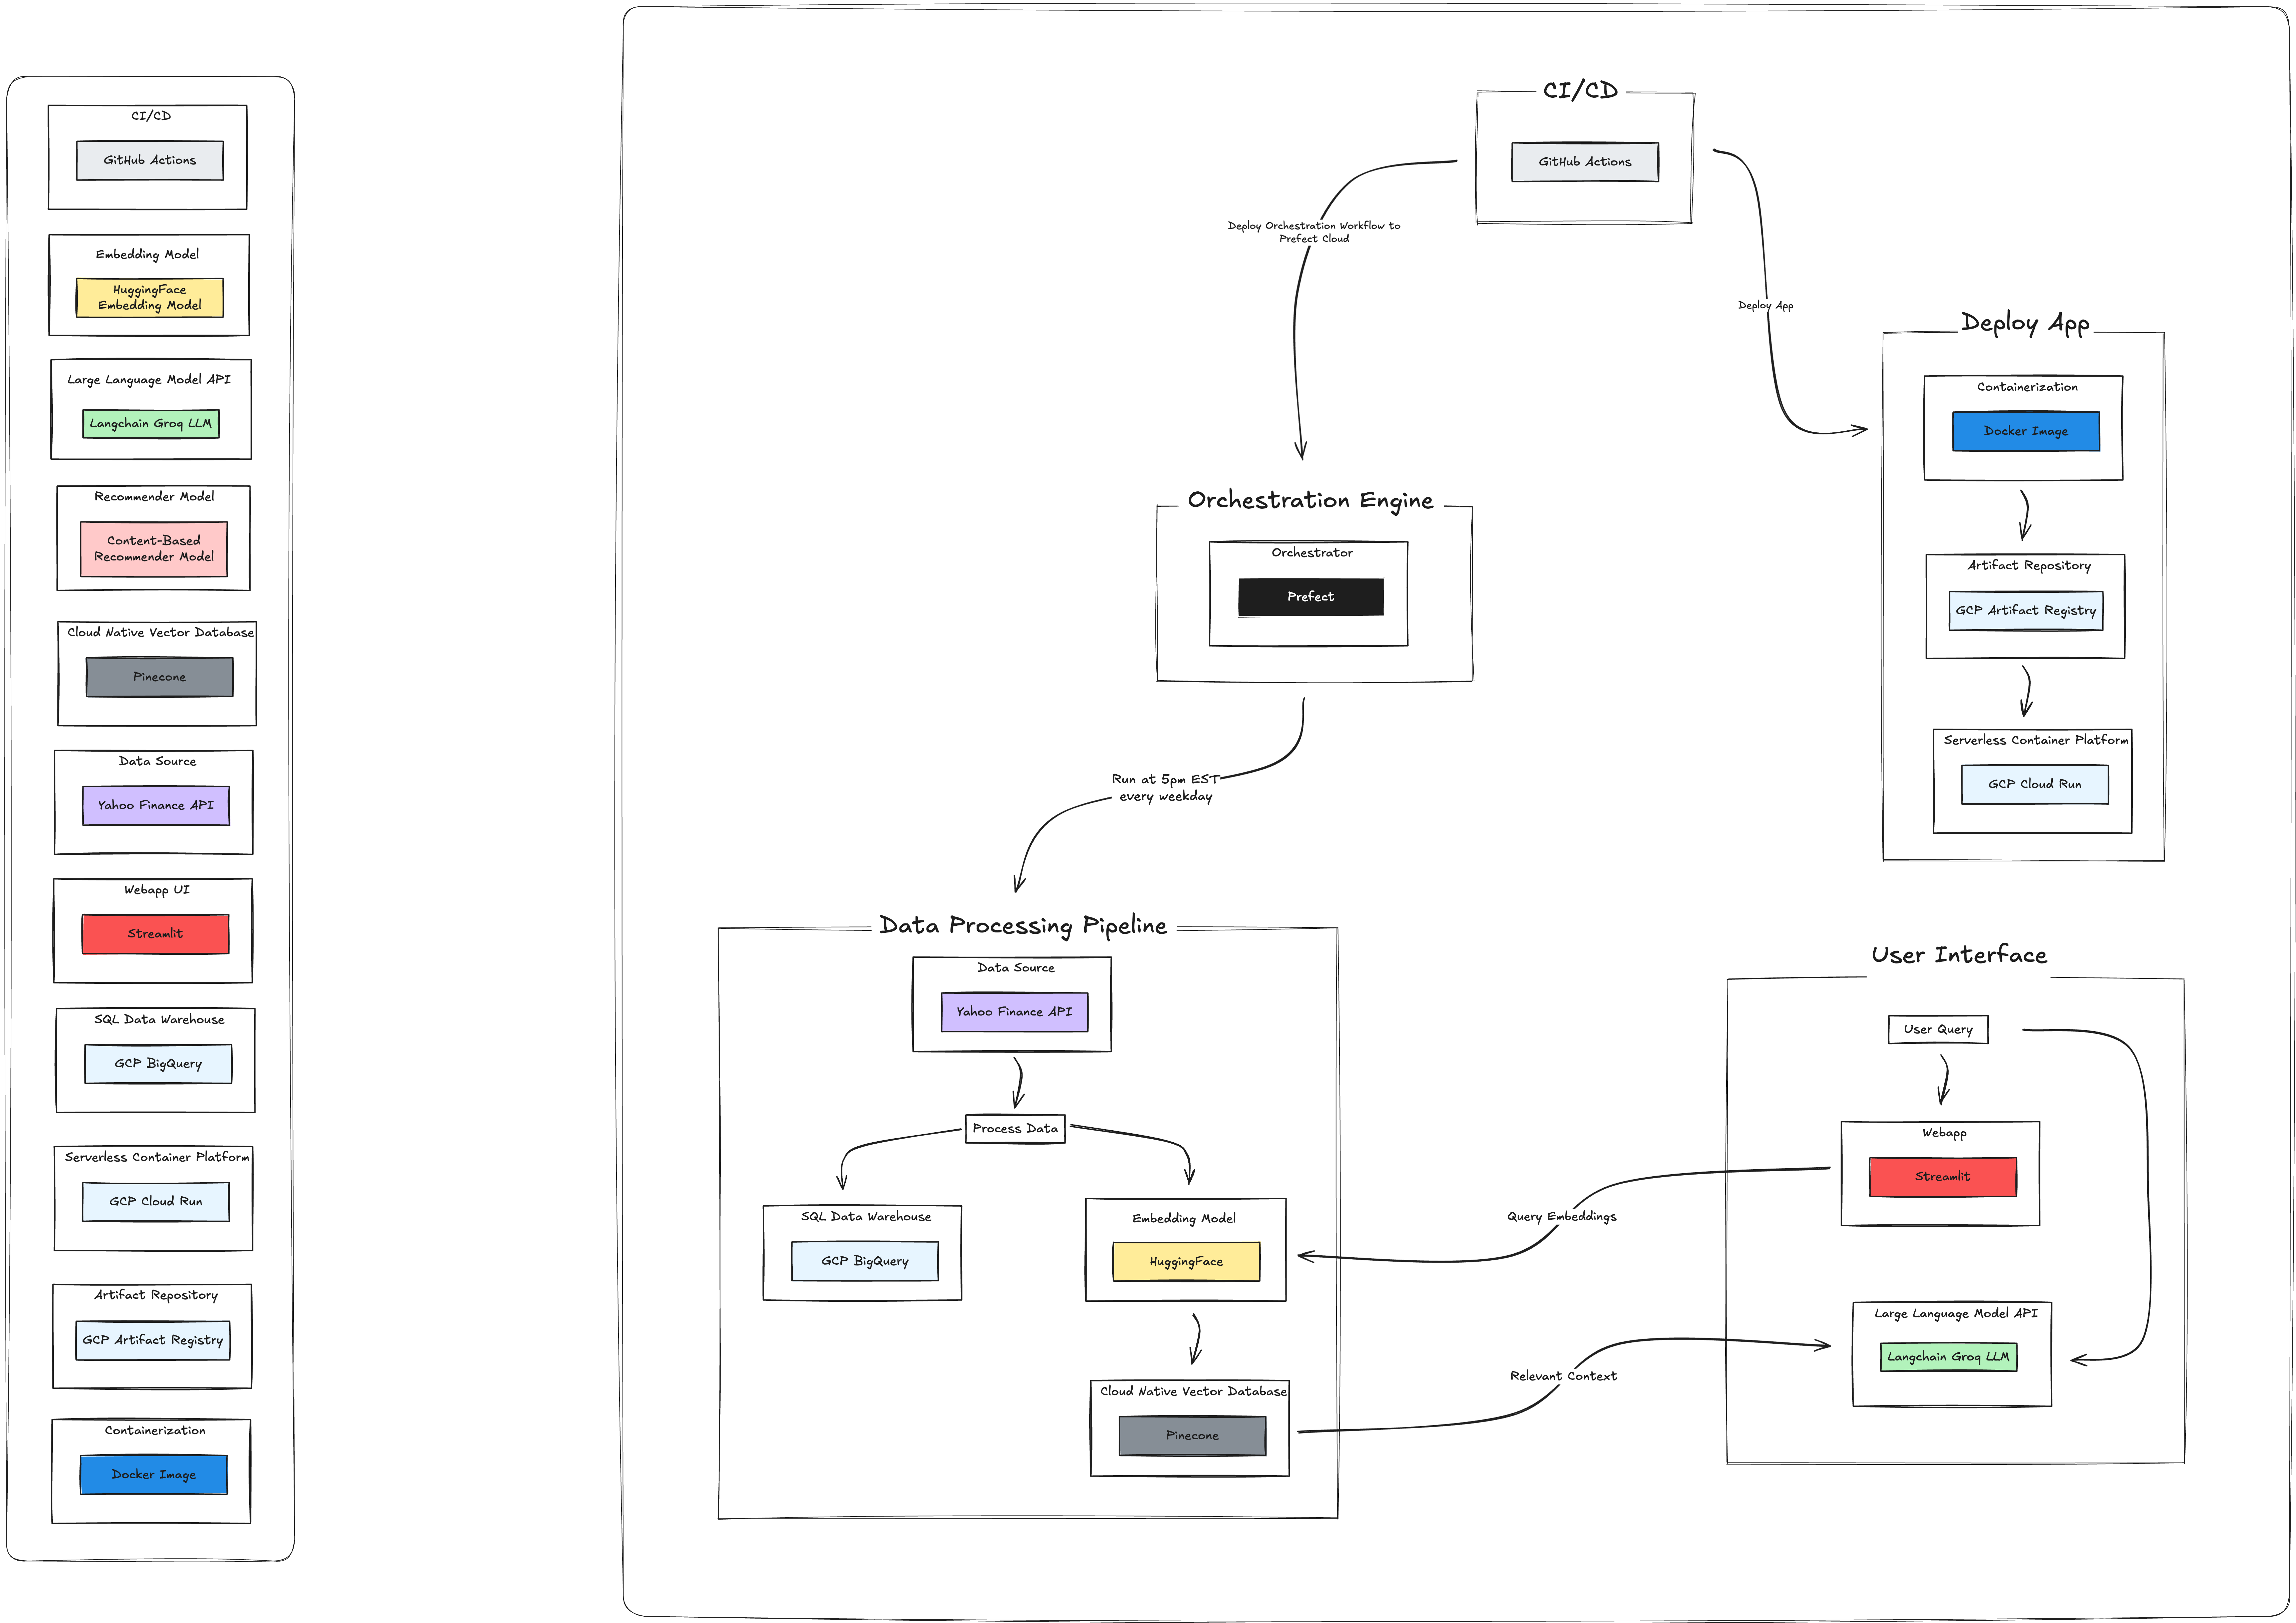 CI/CD
GitHub Actions
Embedding Model
HuggingFace
Embedding Model
Large Language Model API
Langchain Groq LLM
Recommender Model
Content-Based
Recommender Model
Cloud Native Vector Database
Pinecone
Data Source
Yahoo Finance API
Webapp UI
Streamlit
SQL Data Warehouse
GCP BigQuery
Serverless Container Platform
GCP Cloud Run
Artifact Repository
GCP Artifact Registry
Containerization
Docker Image
CI/CD
GitHub Actions
Deploy Orchestration Workflow to
Prefect Cloud
Deploy App
Deploy App
Containerization
Docker Image
Artifact Repository
GCP Artifact Registry
Serverless Container Platform
GCP Cloud Run
Orchestration Engine
Orchestrator
Prefect
Run at 5pm EST
every weekday
Data Processing Pipeline
Data Source
Yahoo Finance API
Process Data
SQL Data Warehouse
GCP BigQuery
Embedding Model
HuggingFace
Cloud Native Vector Database
Pinecone
Query Embeddings
Relevant Context
User Interface
User Query
Webapp
Streamlit
Large Language Model API
Langchain Groq LLM